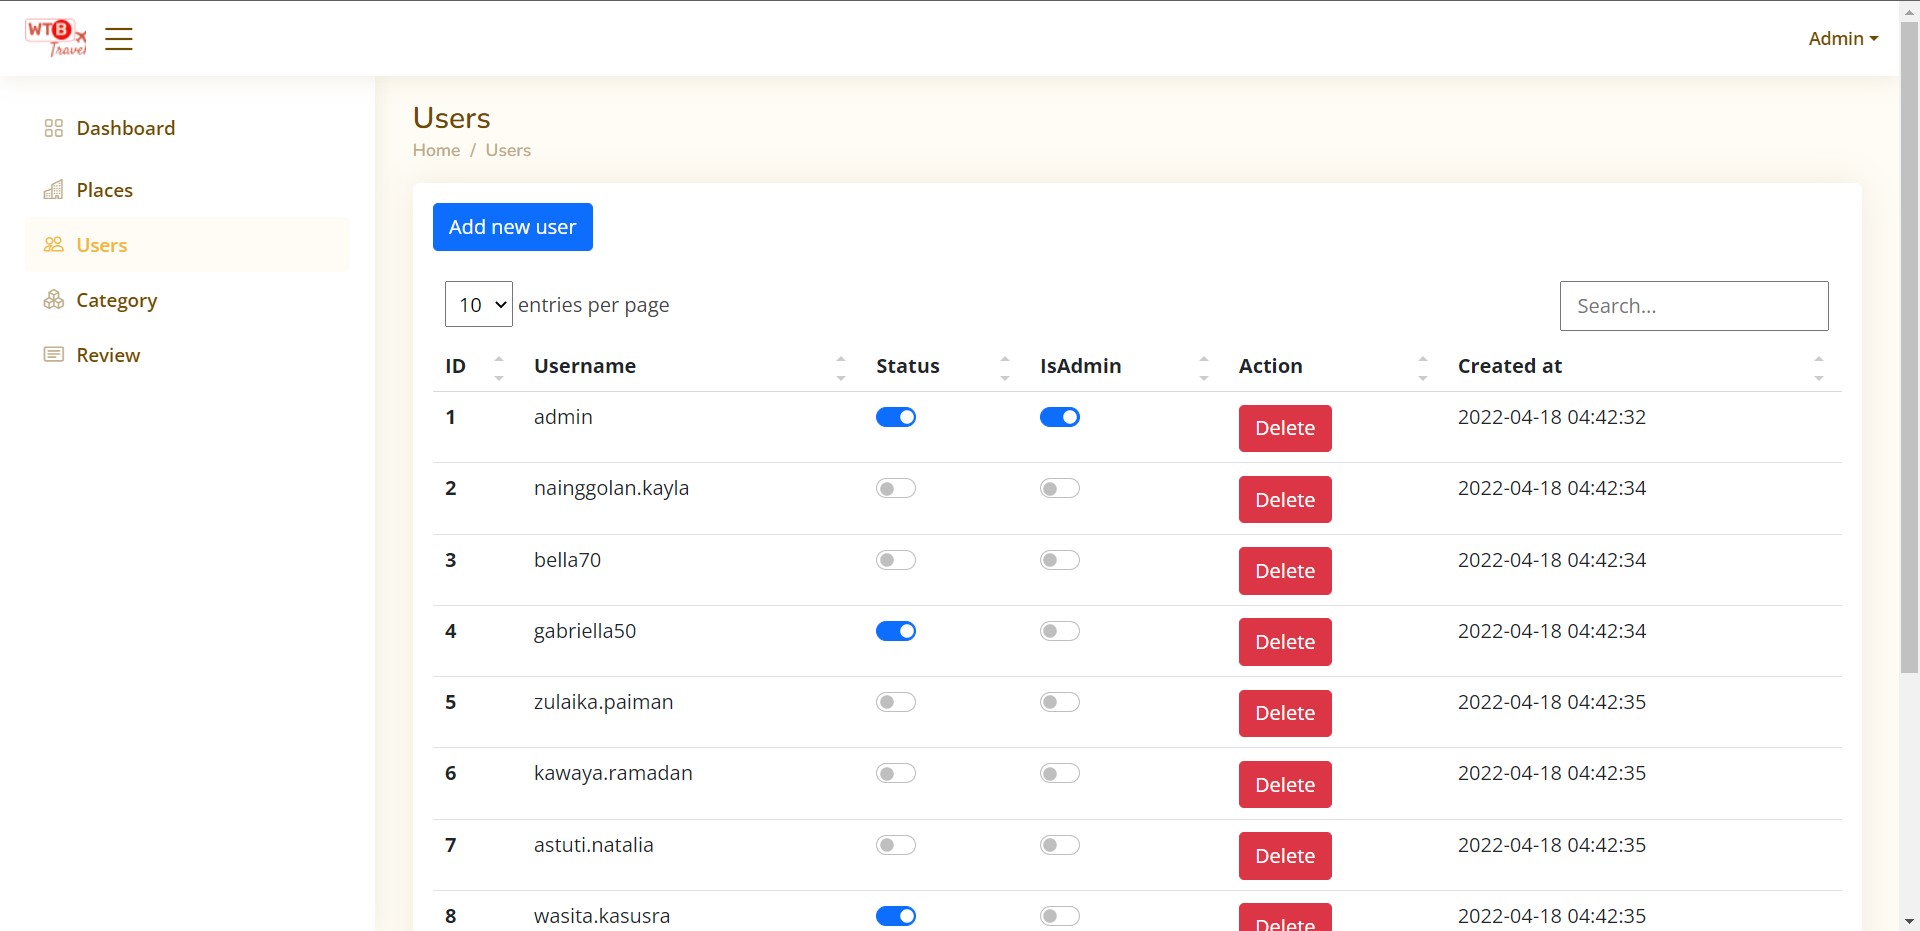 WTB
Travel
Admin
Dashboard
Places
Users
Category
Review
Users
Home / Users
Add new user
10 entries per page
Search...
ID Username Status IsAdmin Action Created at
1 admin Delete 2022-04-18 04:42:32
2 nainggolan.kayla Delete 2022-04-18 04:42:34
3 bella70 Delete 2022-04-18 04:42:34
4 gabriella50 Delete 2022-04-18 04:42:34
5 zulaika.paiman Delete 2022-04-18 04:42:35
6 kawaya.ramadan Delete 2022-04-18 04:42:35
7 astuti.natalia Delete 2022-04-18 04:42:35
8 wasita.kasusra Delete 2022-04-18 04:42:35